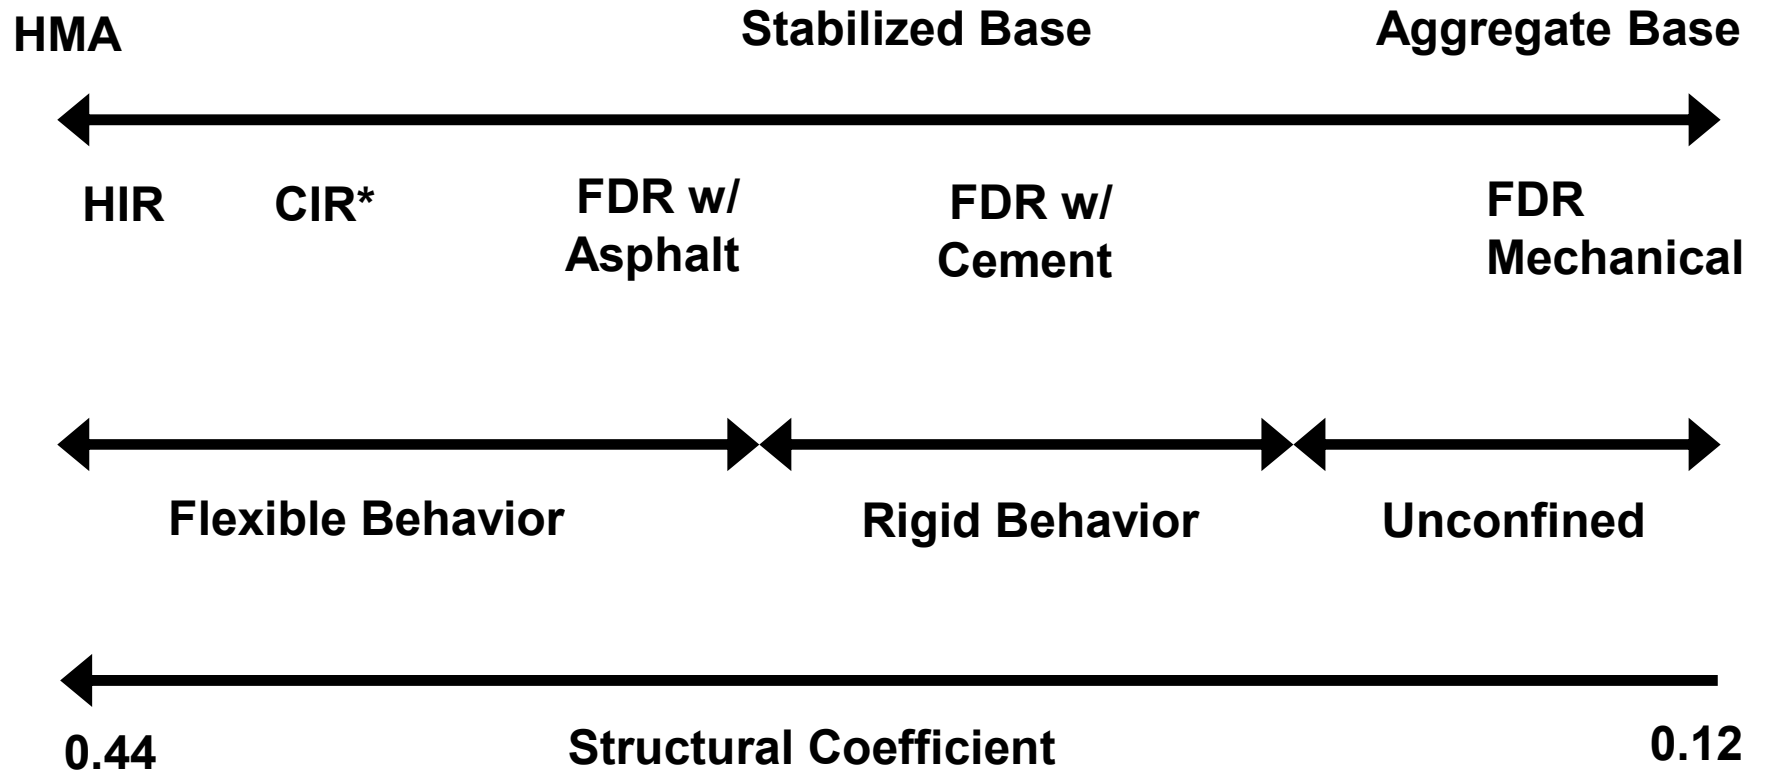 HMA
Stabilized Base
Aggregate Base
HIR
CIR*
FDR w/
Asphalt
FDR w/
Cement
FDR
Mechanical
Flexible Behavior
Rigid Behavior
Unconfined
0.44
Structural Coefficient
0.12